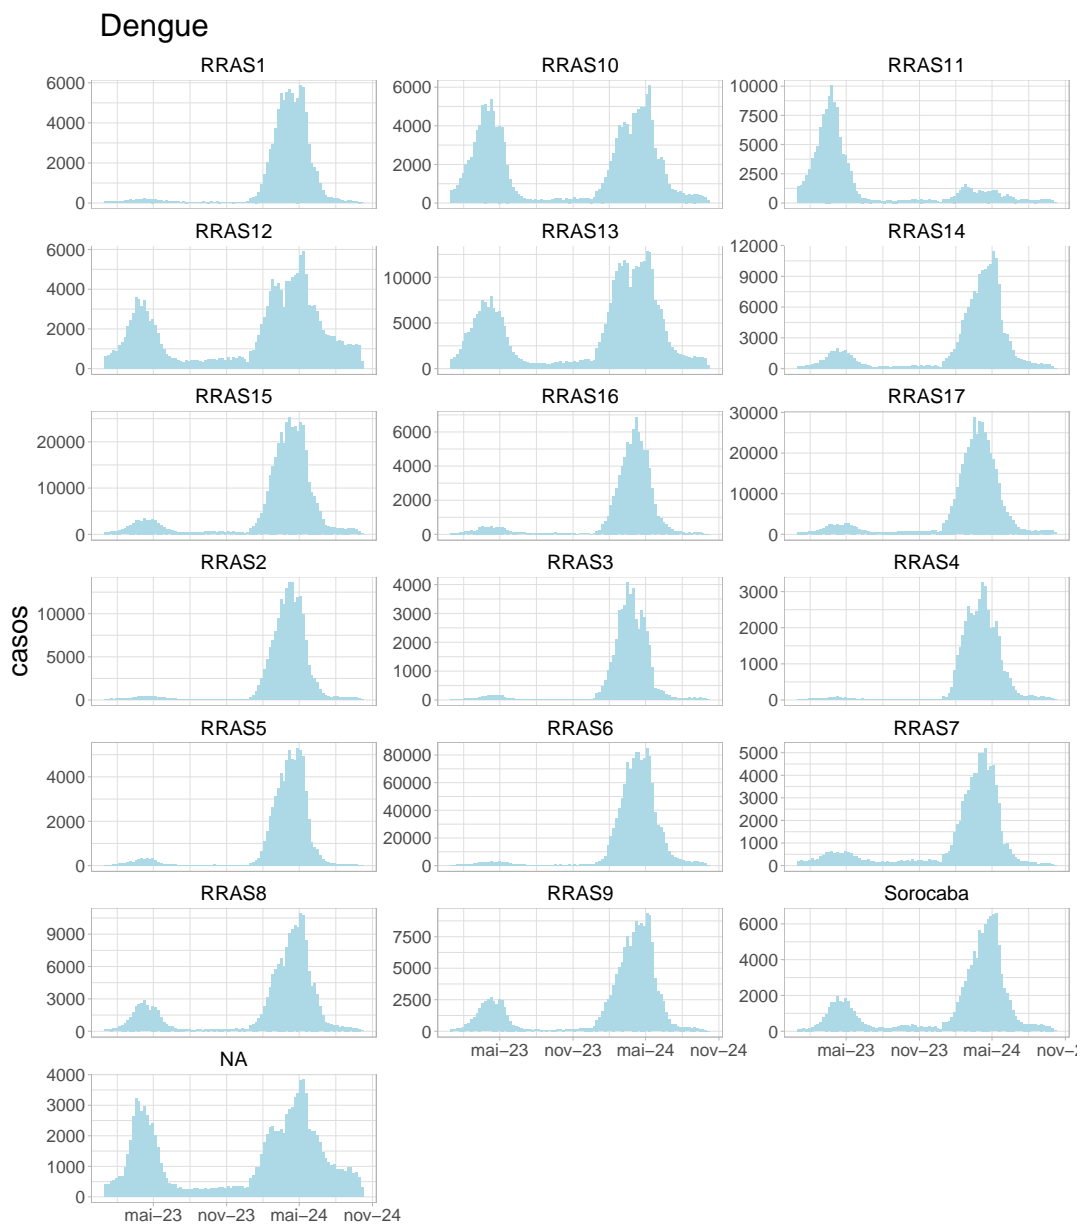 Dengue
RRAS1 RRAS10 RRAS11
6000 4000 2000 0
6000 4000 2000 0
10000 7500 5000 2500 0
RRAS12 RRAS13 RRAS14
6000 4000 2000 0
10000 5000 0
12000 9000 6000 3000 0
RRAS15 RRAS16 RRAS17
20000 10000 0
6000 4000 2000 0
30000 20000 10000 0
RRAS2 RRAS3 RRAS4
10000 5000 0
4000 3000 2000 1000 0
3000 2000 1000 0
casos
RRAS5 RRAS6 RRAS7
4000 2000 0
80000 60000 40000 20000 0
5000 4000 3000 2000 1000 0
RRAS8 RRAS9 Sorocaba
9000 6000 3000 0
7500 5000 2500 0
6000 4000 2000 0
mai–23 nov–23 mai–24 nov–24
mai–23 nov–23 mai–24 nov–2
NA
4000 3000 2000 1000 0
mai–23 nov–23 mai–24 nov–24